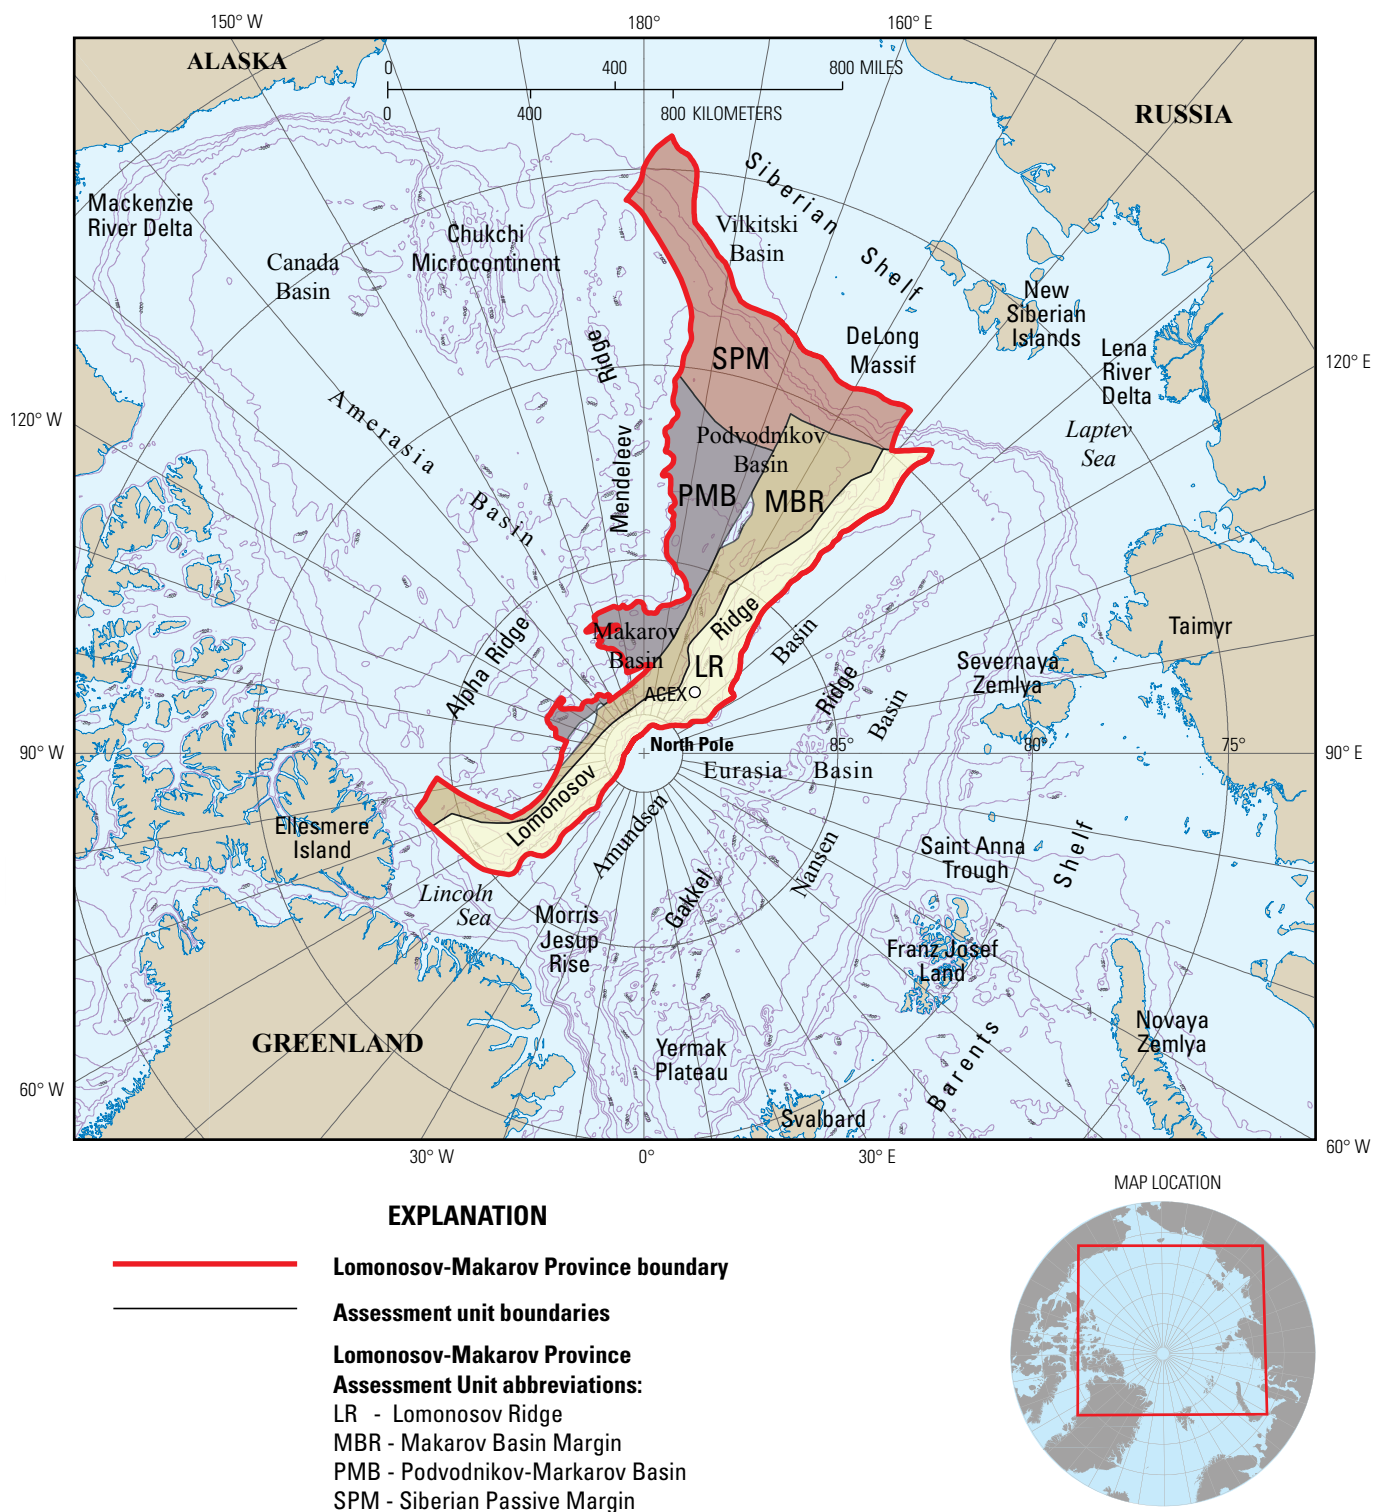 150° W
180°
160° E
ALASKA
0
400
800 MILES
0
400
800 KILOMETERS
RUSSIA
Siberian
Shelf
Mackenzie
River Delta
Chukchi
Microcontinent
Vilkitski
Basin
Canada
Basin
New
Siberian
Islands
DeLong
Massif
Lena
River
Delta
120° E
SPM
Mendeleev
Ridge
Amerasia
Basin
120° W
Podvodnikov
Basin
Laptev
Sea
PMB
MBR
Makarov
Basin
Ridge
LR
ACEX
Basin
Alpha Ridge
Taimyr
Severnaya
Zemlya
Ridge
Basin
North Pole
90° W
85°
80°
75°
90° E
Eurasia
Basin
Lomonosov
Amundsen
Ellesmere
Island
Saint Anna
Trough
Shelf
Nansen
Gakkel
Lincoln
Sea
Morris
Jesup
Rise
Franz Josef
Land
Novaya
Zemlya
GREENLAND
Yermak
Plateau
Barents
Svalbard
60° W
60° W
30° W
0°
30° E
EXPLANATION
Lomonosov-Makarov Province boundary
Assessment unit boundaries
Lomonosov-Makarov Province
Assessment Unit abbreviations:
LR - Lomonosov Ridge
MBR - Makarov Basin Margin
PMB - Podvodnikov-Markarov Basin
SPM - Siberian Passive Margin
MAP LOCATION